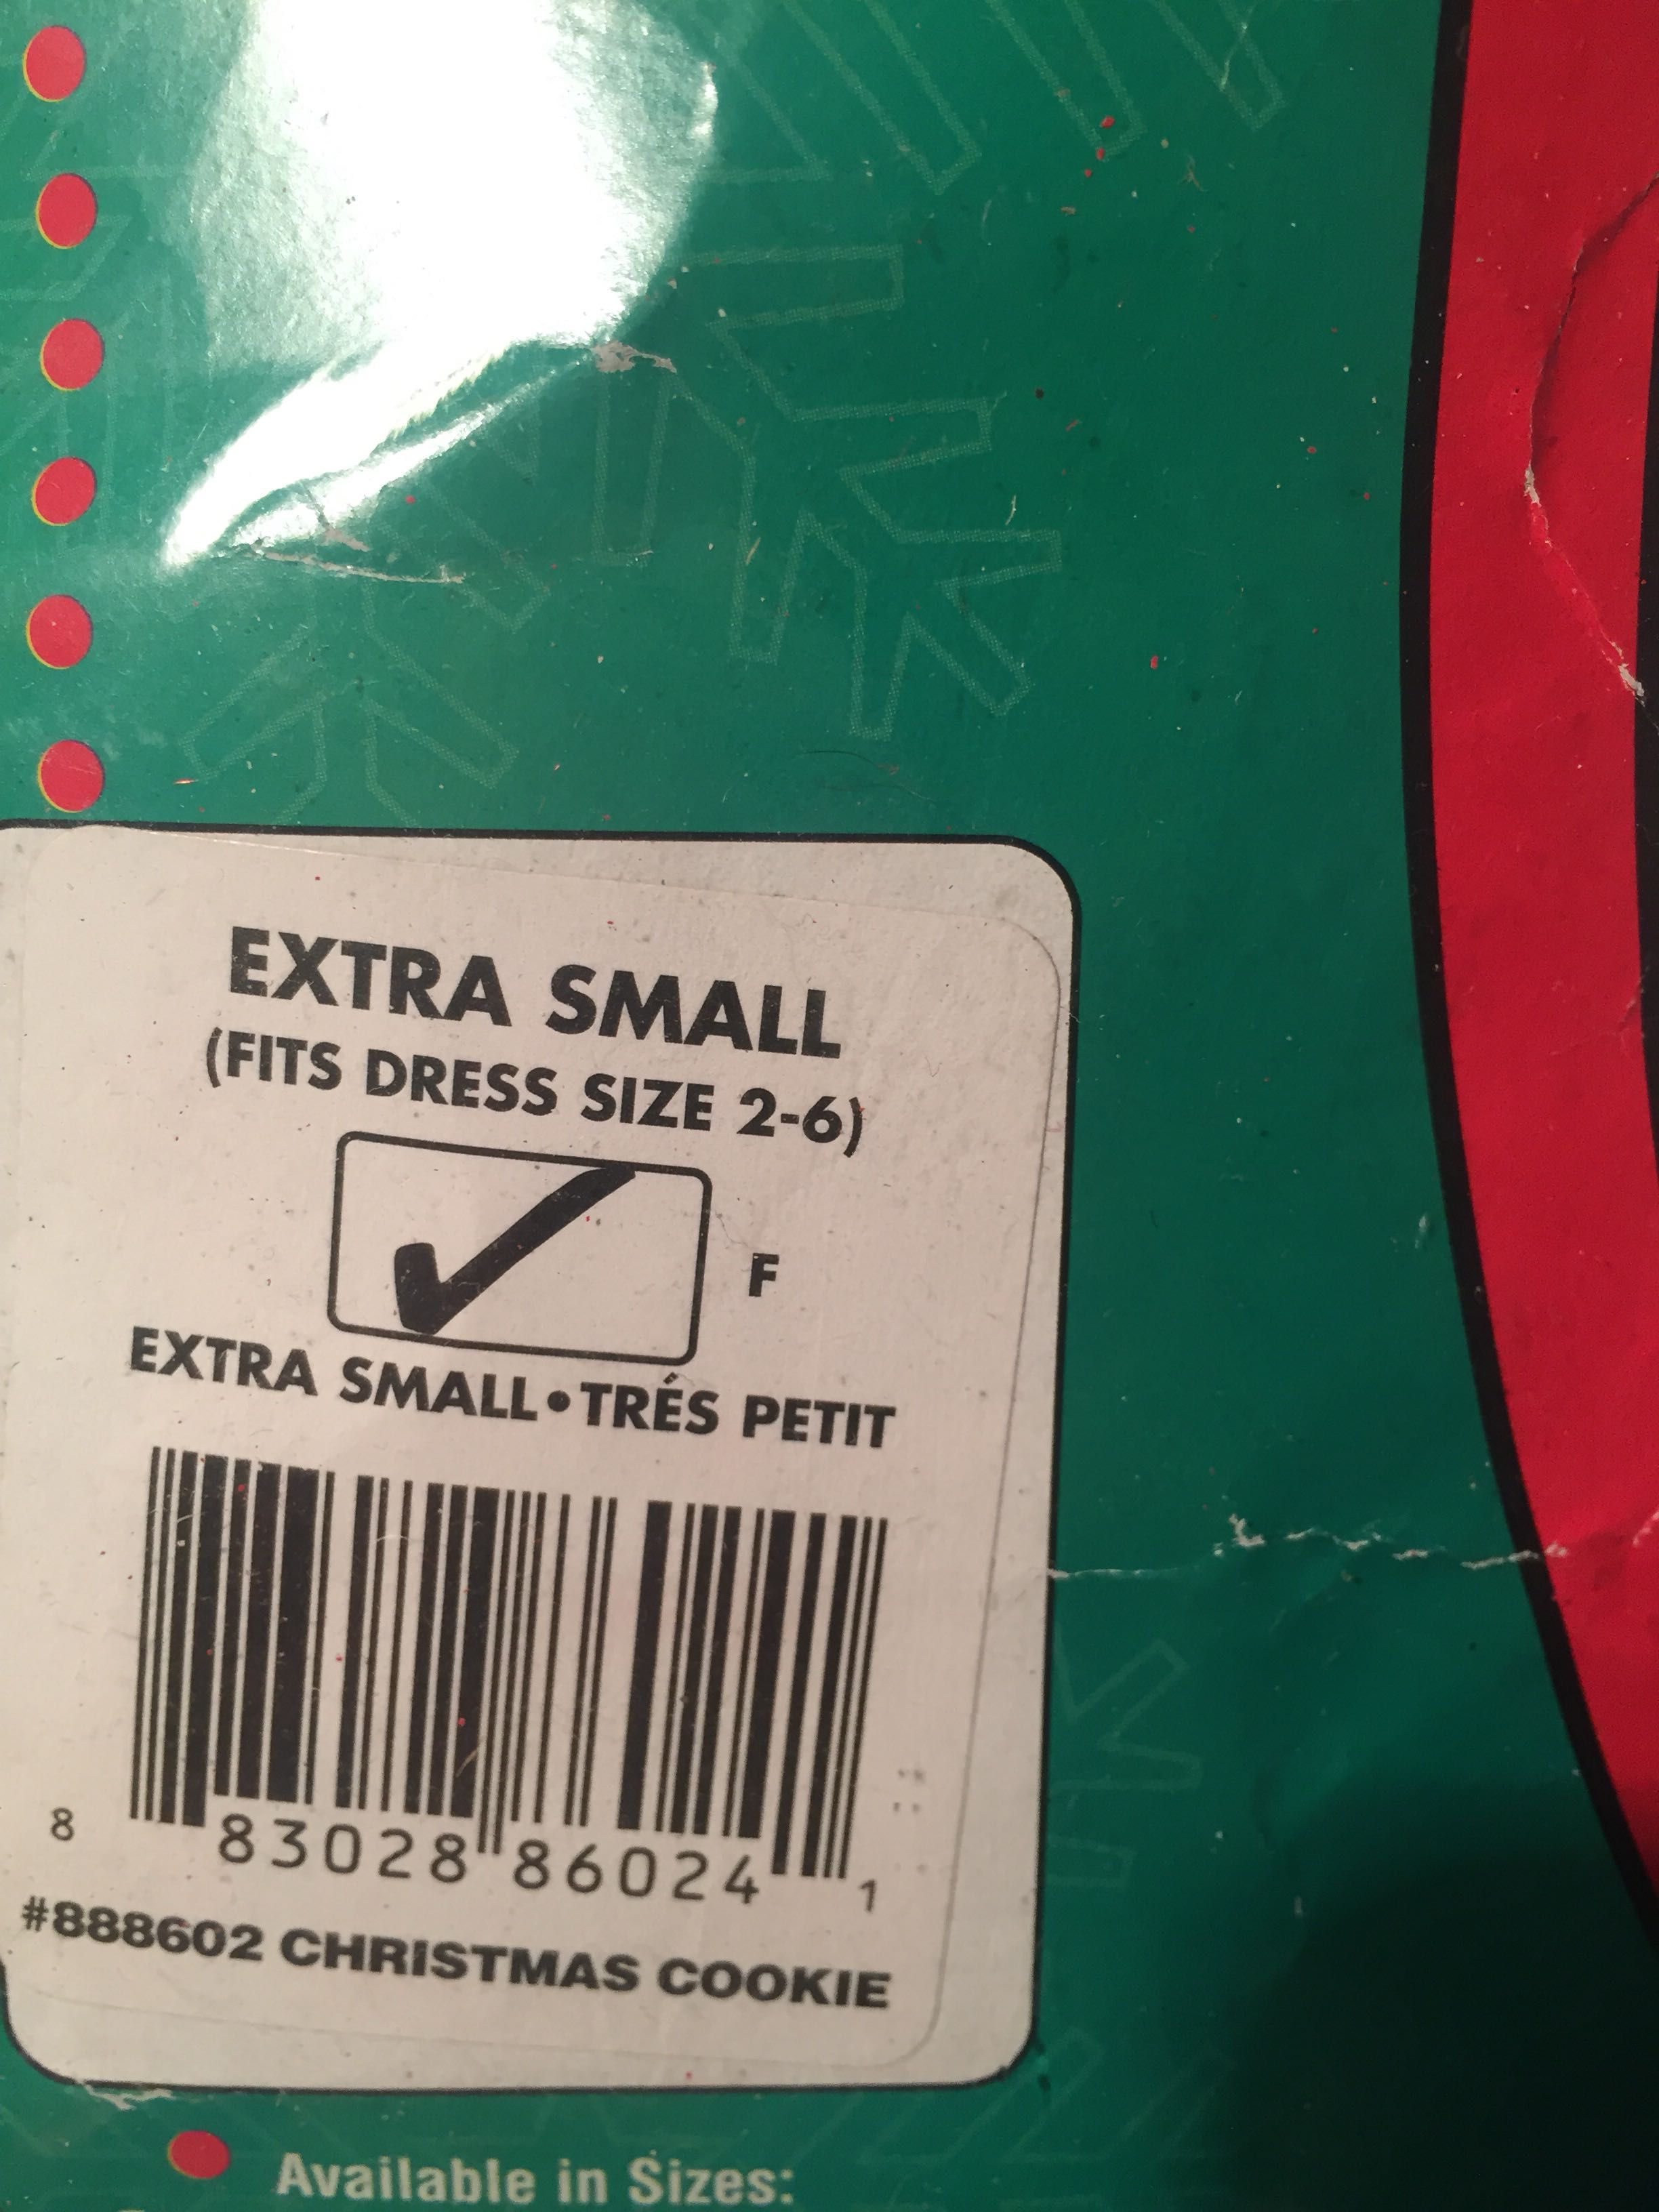 EXTRA SMALL
(FITS DRESS SIZE 2-6)
F
EXTRA SMALL•TRÉS PETIT
8 83028 86024 1
#888602 CHRISTMAS COOKIE
Available in Sizes: